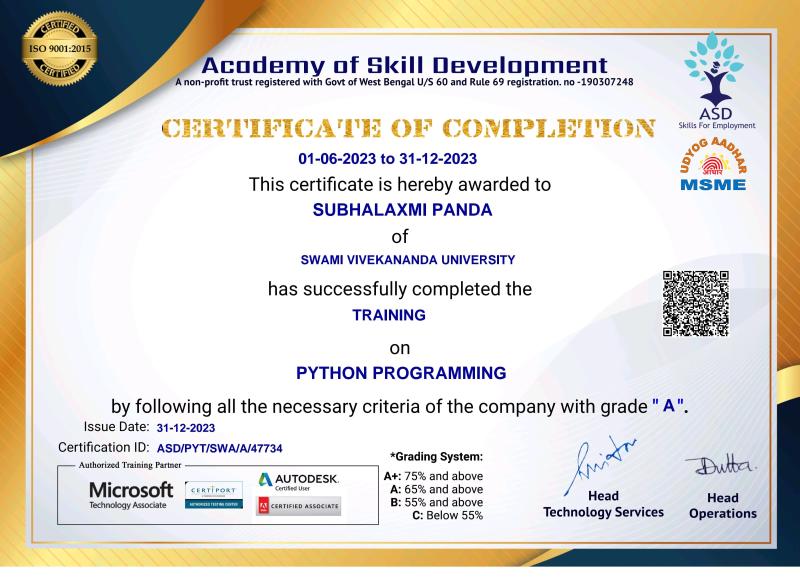 CERTIFIED
ISO 9001:2015
CERTIFIED
Academy of Skill Development
A non-profit trust registered with Govt of West Bengal U/S 60 and Rule 69 registration. no -190307248
ASD
Skills For Employment
CERTIFICATE OF COMPLETION
UDYOG AADHAR
आधार
MSME
01-06-2023 to 31-12-2023
This certificate is hereby awarded to
SUBHALAXMI PANDA
of
SWAMI VIVEKANANDA UNIVERSITY
has successfully completed the
TRAINING
on
PYTHON PROGRAMMING
by following all the necessary criteria of the company with grade " A".
Issue Date: 31-12-2023
Certification ID: ASD/PYT/SWA/A/47734
Authorized Training Partner
Microsoft
Technology Associate
CERTIPORT
AUTHORIZED TESTING CENTER
AUTODESK.
Certified User
CERTIFIED ASSOCIATE
*Grading System:
A+: 75% and above
A: 65% and above
B: 55% and above
C: Below 55%
Head
Technology Services
Dutta.
Head
Operations